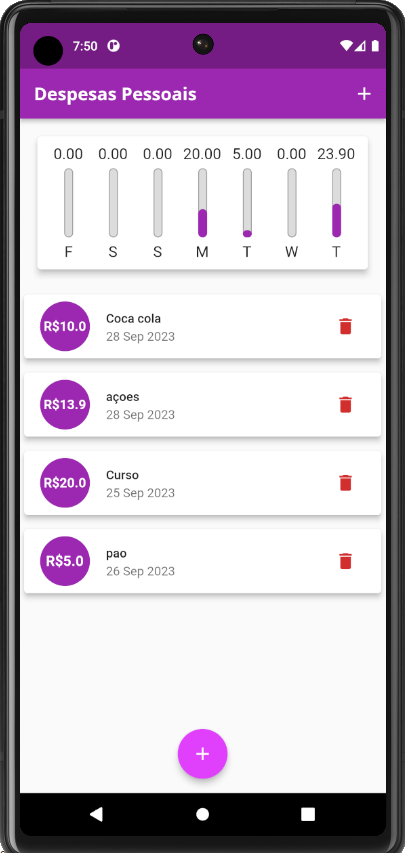 7:50
Despesas Pessoais
+
0.00 0.00 0.00 20.00 5.00 0.00 23.90
F S S M T W T
R$10.0
Coca cola
28 Sep 2023
R$13.9
açoes
28 Sep 2023
R$20.0
Curso
25 Sep 2023
R$5.0
pao
26 Sep 2023
+